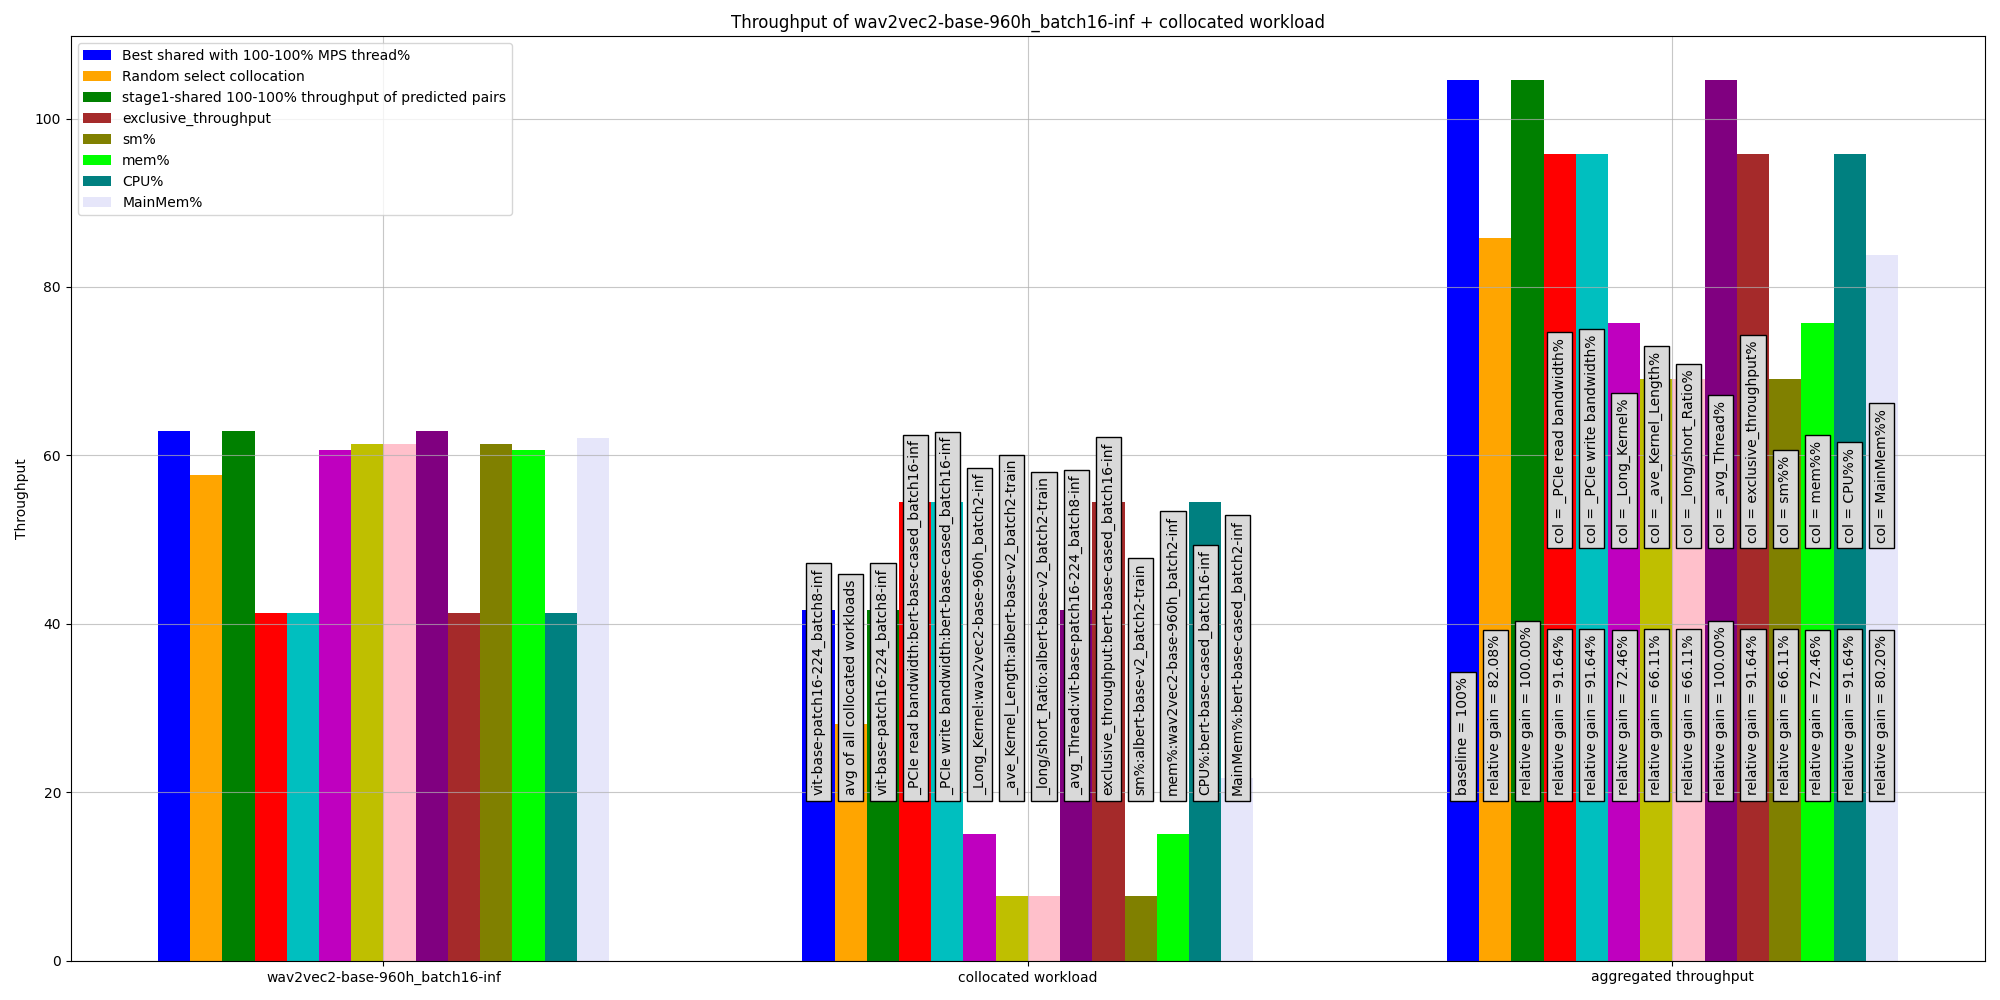 Throughput of wav2vec2-base-960h_batch16-inf + collocated workload
Best shared with 100-100% MPS thread%
Random select collocation
stage1-shared 100-100% throughput of predicted pairs
exclusive_throughput
sm%
mem%
CPU%
MainMem%
Throughput
100
80
60
40
20
0
vit-base-patch16-224_batch8-inf
avg of all collocated workloads
vit-base-patch16-224_batch8-inf
_PCIe read bandwidth:bert-base-cased_batch16-inf
_PCIe write bandwidth:bert-base-cased_batch16-inf
_Long_Kernel:wav2vec2-base-960h_batch2-inf
_ave_Kernel_Length:albert-base-v2_batch2-train
_long/short_Ratio:albert-base-v2_batch2-train
_avg_Thread:vit-base-patch16-224_batch8-inf
exclusive_throughput:bert-base-cased_batch16-inf
sm%:albert-base-v2_batch2-train
mem%:wav2vec2-base-960h_batch2-inf
CPU%:bert-base-cased_batch16-inf
MainMem%:bert-base-cased_batch2-inf
col = _PCIe read bandwidth%
col = _PCIe write bandwidth%
col = _Long_Kernel%
col = _ave_Kernel_Length%
col = _long/short_Ratio%
col = _avg_Thread%
col = exclusive_throughput%
col = sm%%
col = mem%%
col = CPU%%
col = MainMem%%
baseline = 100%
relative gain = 82.08%
relative gain = 100.00%
relative gain = 91.64%
relative gain = 91.64%
relative gain = 72.46%
relative gain = 66.11%
relative gain = 66.11%
relative gain = 100.00%
relative gain = 91.64%
relative gain = 66.11%
relative gain = 72.46%
relative gain = 91.64%
relative gain = 80.20%
wav2vec2-base-960h_batch16-inf
collocated workload
aggregated throughput